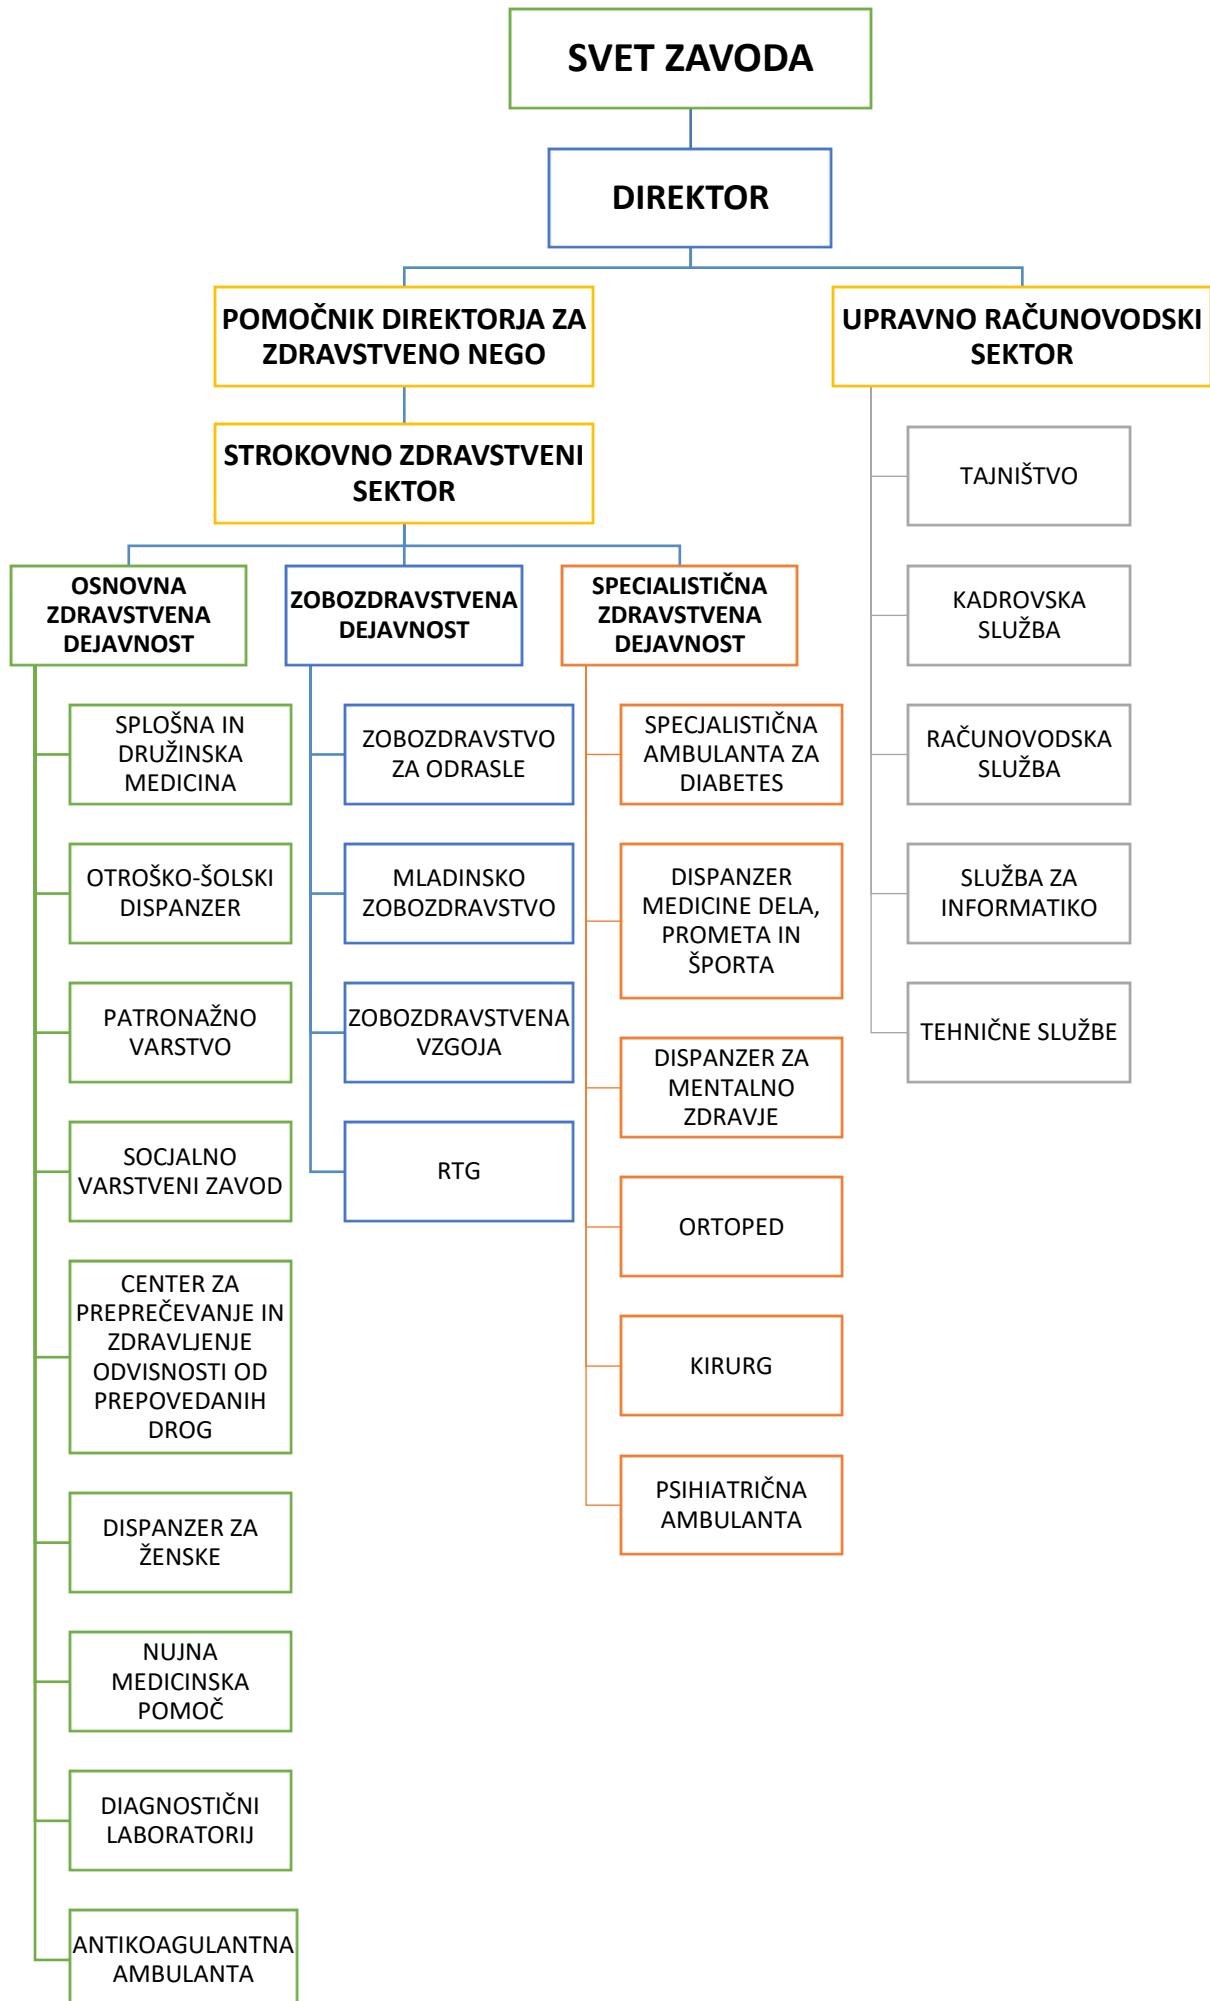 SVET ZAVODA
DIREKTOR
POMOČNIK DIREKTORJA ZA
ZDRAVSTVENO NEGO
UPRAVNO RAČUNOVODSKI
SEKTOR
STROKOVNO ZDRAVSTVENI
SEKTOR
OSNOVNA
ZDRAVSTVENA
DEJAVNOST
SPLOŠNA IN
DRUŽINSKA
MEDICINA
OTROŠKO-ŠOLSKI
DISPANZER
PATRONAŽNO
VARSTVO
SOCJALNO
VARSTVENI ZAVOD
CENTER ZA
PREPREČEVANJE IN
ZDRAVLJENJE
ODVISNOSTI OD
PREPOVEDANIH
DROG
DISPANZER ZA
ŽENSKE
NUJNA
MEDICINSKA
POMOČ
DIAGNOSTIČNI
LABORATORIJ
ANTIKOAGULANTNA
AMBULANTA
ZOBOZDRAVSTVENA
DEJAVNOST
ZOBOZDRAVSTVO
ZA ODRASLE
MLADINSKO
ZOBOZDRAVSTVO
ZOBOZDRAVSTVENA
VZGOJA
RTG
SPECIALISTIČNA
ZDRAVSTVENA
DEJAVNOST
SPECJALISTIČNA
AMBULANTA ZA
DIABETES
DISPANZER
MEDICINE DELA,
PROMETA IN
ŠPORTA
DISPANZER ZA
MENTALNO
ZDRAVJE
ORTOPED
KIRURG
PSIHIATRIČNA
AMBULANTA
TAJNIŠTVO
KADROVSKA
SLUŽBA
RAČUNOVODSKA
SLUŽBA
SLUŽBA ZA
INFORMATIKO
TEHNIČNE SLUŽBE